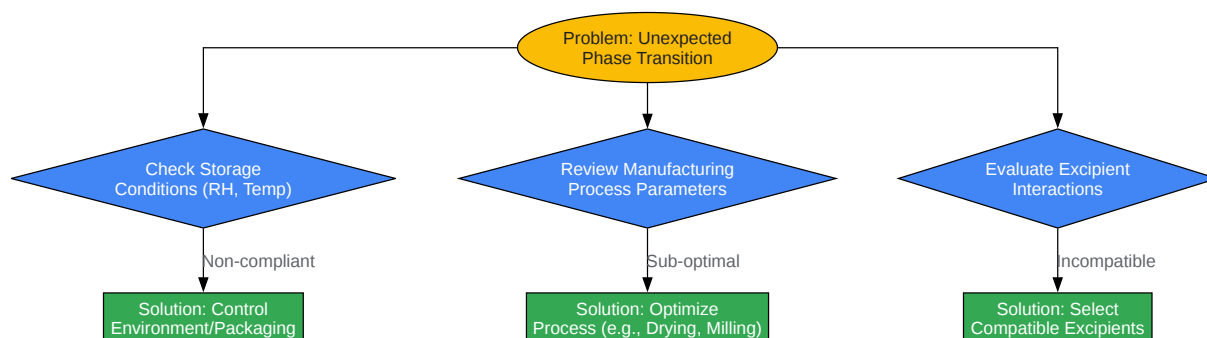 Problem: Unexpected
Phase Transition
Check Storage
Conditions (RH, Temp)
Review Manufacturing
Process Parameters
Evaluate Excipient
Interactions
Non-compliant
Sub-optimal
Incompatible
Solution: Control
Environment/Packaging
Solution: Optimize
Process (e.g., Drying, Milling)
Solution: Select
Compatible Excipients